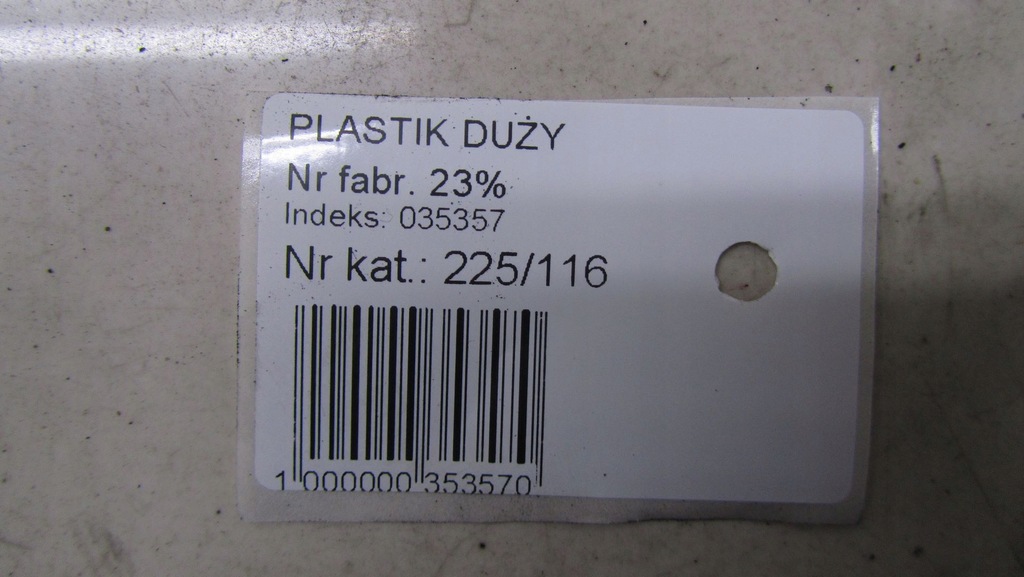 PLASTIK DUŻY
Nr fabr. 23%
Indeks: 035357
Nr kat.: 225/116
1 000000 353570